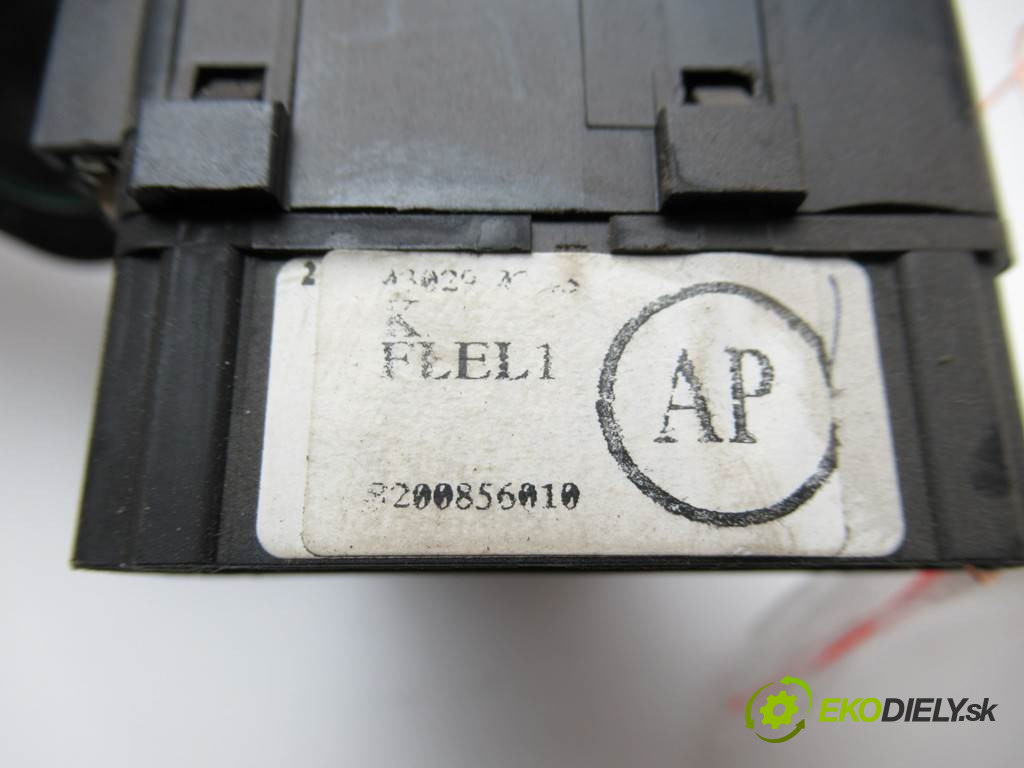 2
K
FLEL1
AP
8200856010
EKODIELY.sk